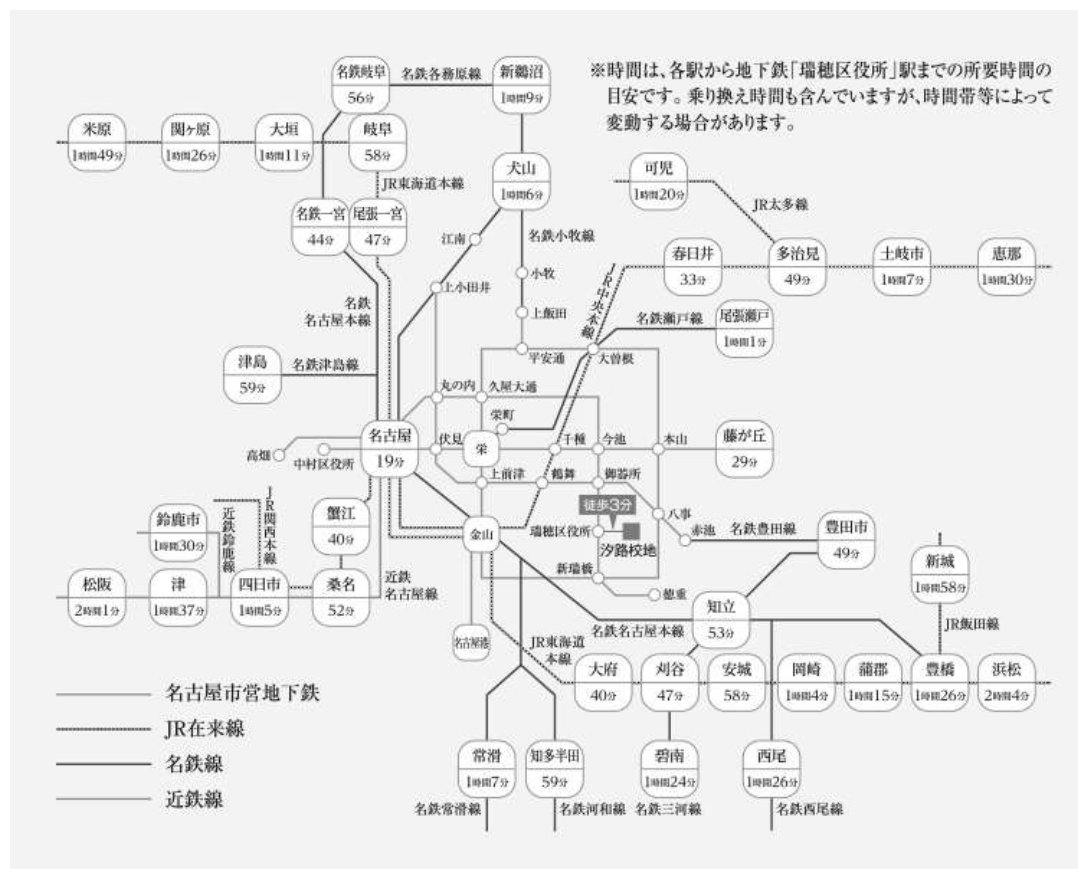 ※時間は、各駅から地下鉄「瑞穂区役所」駅までの所要時間の
目安です。乗り換え時間も含んでいますが、時間帯等によって
変動する場合があります。
名鉄岐阜
56分
名鉄各務原線
新鵜沼
1時間9分
米原
1時間49分
関ヶ原
1時間26分
大垣
1時間11分
岐阜
58分
JR東海道本線
犬山
1時間6分
可児
1時間20分
JR太多線
名鉄一宮
44分
尾張一宮
47分
江南
名鉄小牧線
小牧
上小田井
上飯田
JR中央本線
春日井
33分
多治見
49分
土岐市
1時間7分
恵那
1時間30分
名鉄
名古屋本線
名鉄瀬戸線
尾張瀬戸
1時間1分
平安通
大曽根
津島
59分
名鉄津島線
丸の内
久屋大通
栄町
名古屋
19分
高畑
中村区役所
伏見
栄
千種
今池
本山
藤が丘
29分
上前津
鶴舞
御器所
徒歩3分
瑞穂区役所
汐路校地
八事
赤池
名鉄豊田線
豊田市
49分
JR関西本線
近鉄鈴鹿線
鈴鹿市
1時間30分
蟹江
40分
金山
新瑞橋
徳重
新城
1時間58分
JR飯田線
松阪
2時間1分
津
1時間37分
四日市
1時間5分
桑名
52分
近鉄
名古屋線
名古屋港
知立
53分
名鉄名古屋本線
JR東海道
本線
大府
40分
刈谷
47分
安城
58分
岡崎
1時間4分
蒲郡
1時間15分
豊橋
1時間26分
浜松
2時間4分
名古屋市営地下鉄
JR在来線
名鉄線
近鉄線
常滑
1時間7分
知多半田
59分
碧南
1時間24分
西尾
1時間26分
名鉄常滑線
名鉄河和線
名鉄三河線
名鉄西尾線